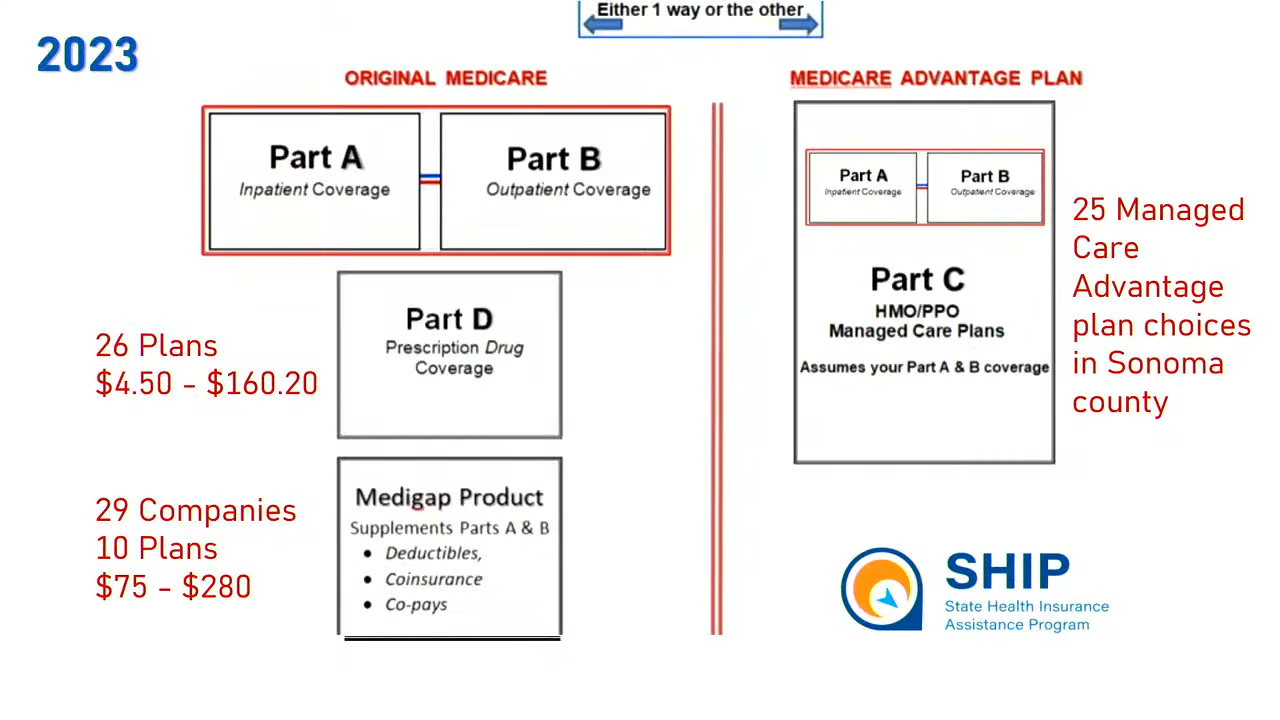 Either 1 way or the other
2023
ORIGINAL MEDICARE
Part A
Inpatient Coverage
Part B
Outpatient Coverage
26 Plans
$4.50 - $160.20
Part D
Prescription Drug
Coverage
29 Companies
10 Plans
$75 - $280
Medigap Product
Supplements Parts A & B
• Deductibles,
• Coinsurance
• Co-pays
MEDICARE ADVANTAGE PLAN
Part A
Inpatient Coverage
Part B
Outpatient Coverage
Part C
HMO/PPO
Managed Care Plans
Assumes your Part A & B coverage
25 Managed
Care
Advantage
plan choices
in Sonoma
county
SHIP
State Health Insurance
Assistance Program